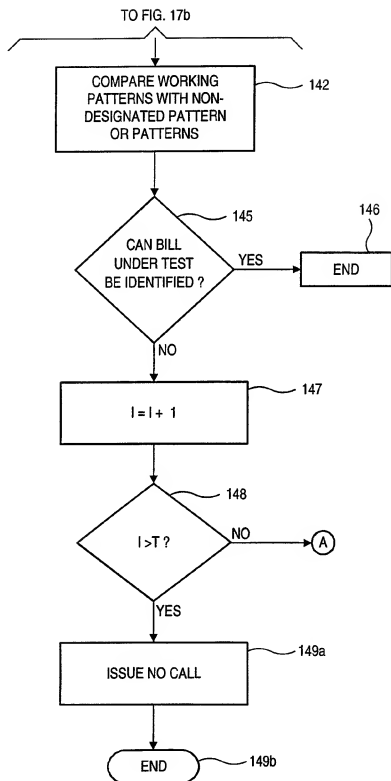 TO FIG. 17b
COMPARE WORKING
PATTERNS WITH NON-
DESIGNATED PATTERN
OR PATTERNS
142
145
146
CAN BILL
UNDER TEST
BE IDENTIFIED ?
YES
END
NO
I = I + 1
147
148
I >T ?
NO
A
YES
ISSUE NO CALL
149a
END
149b